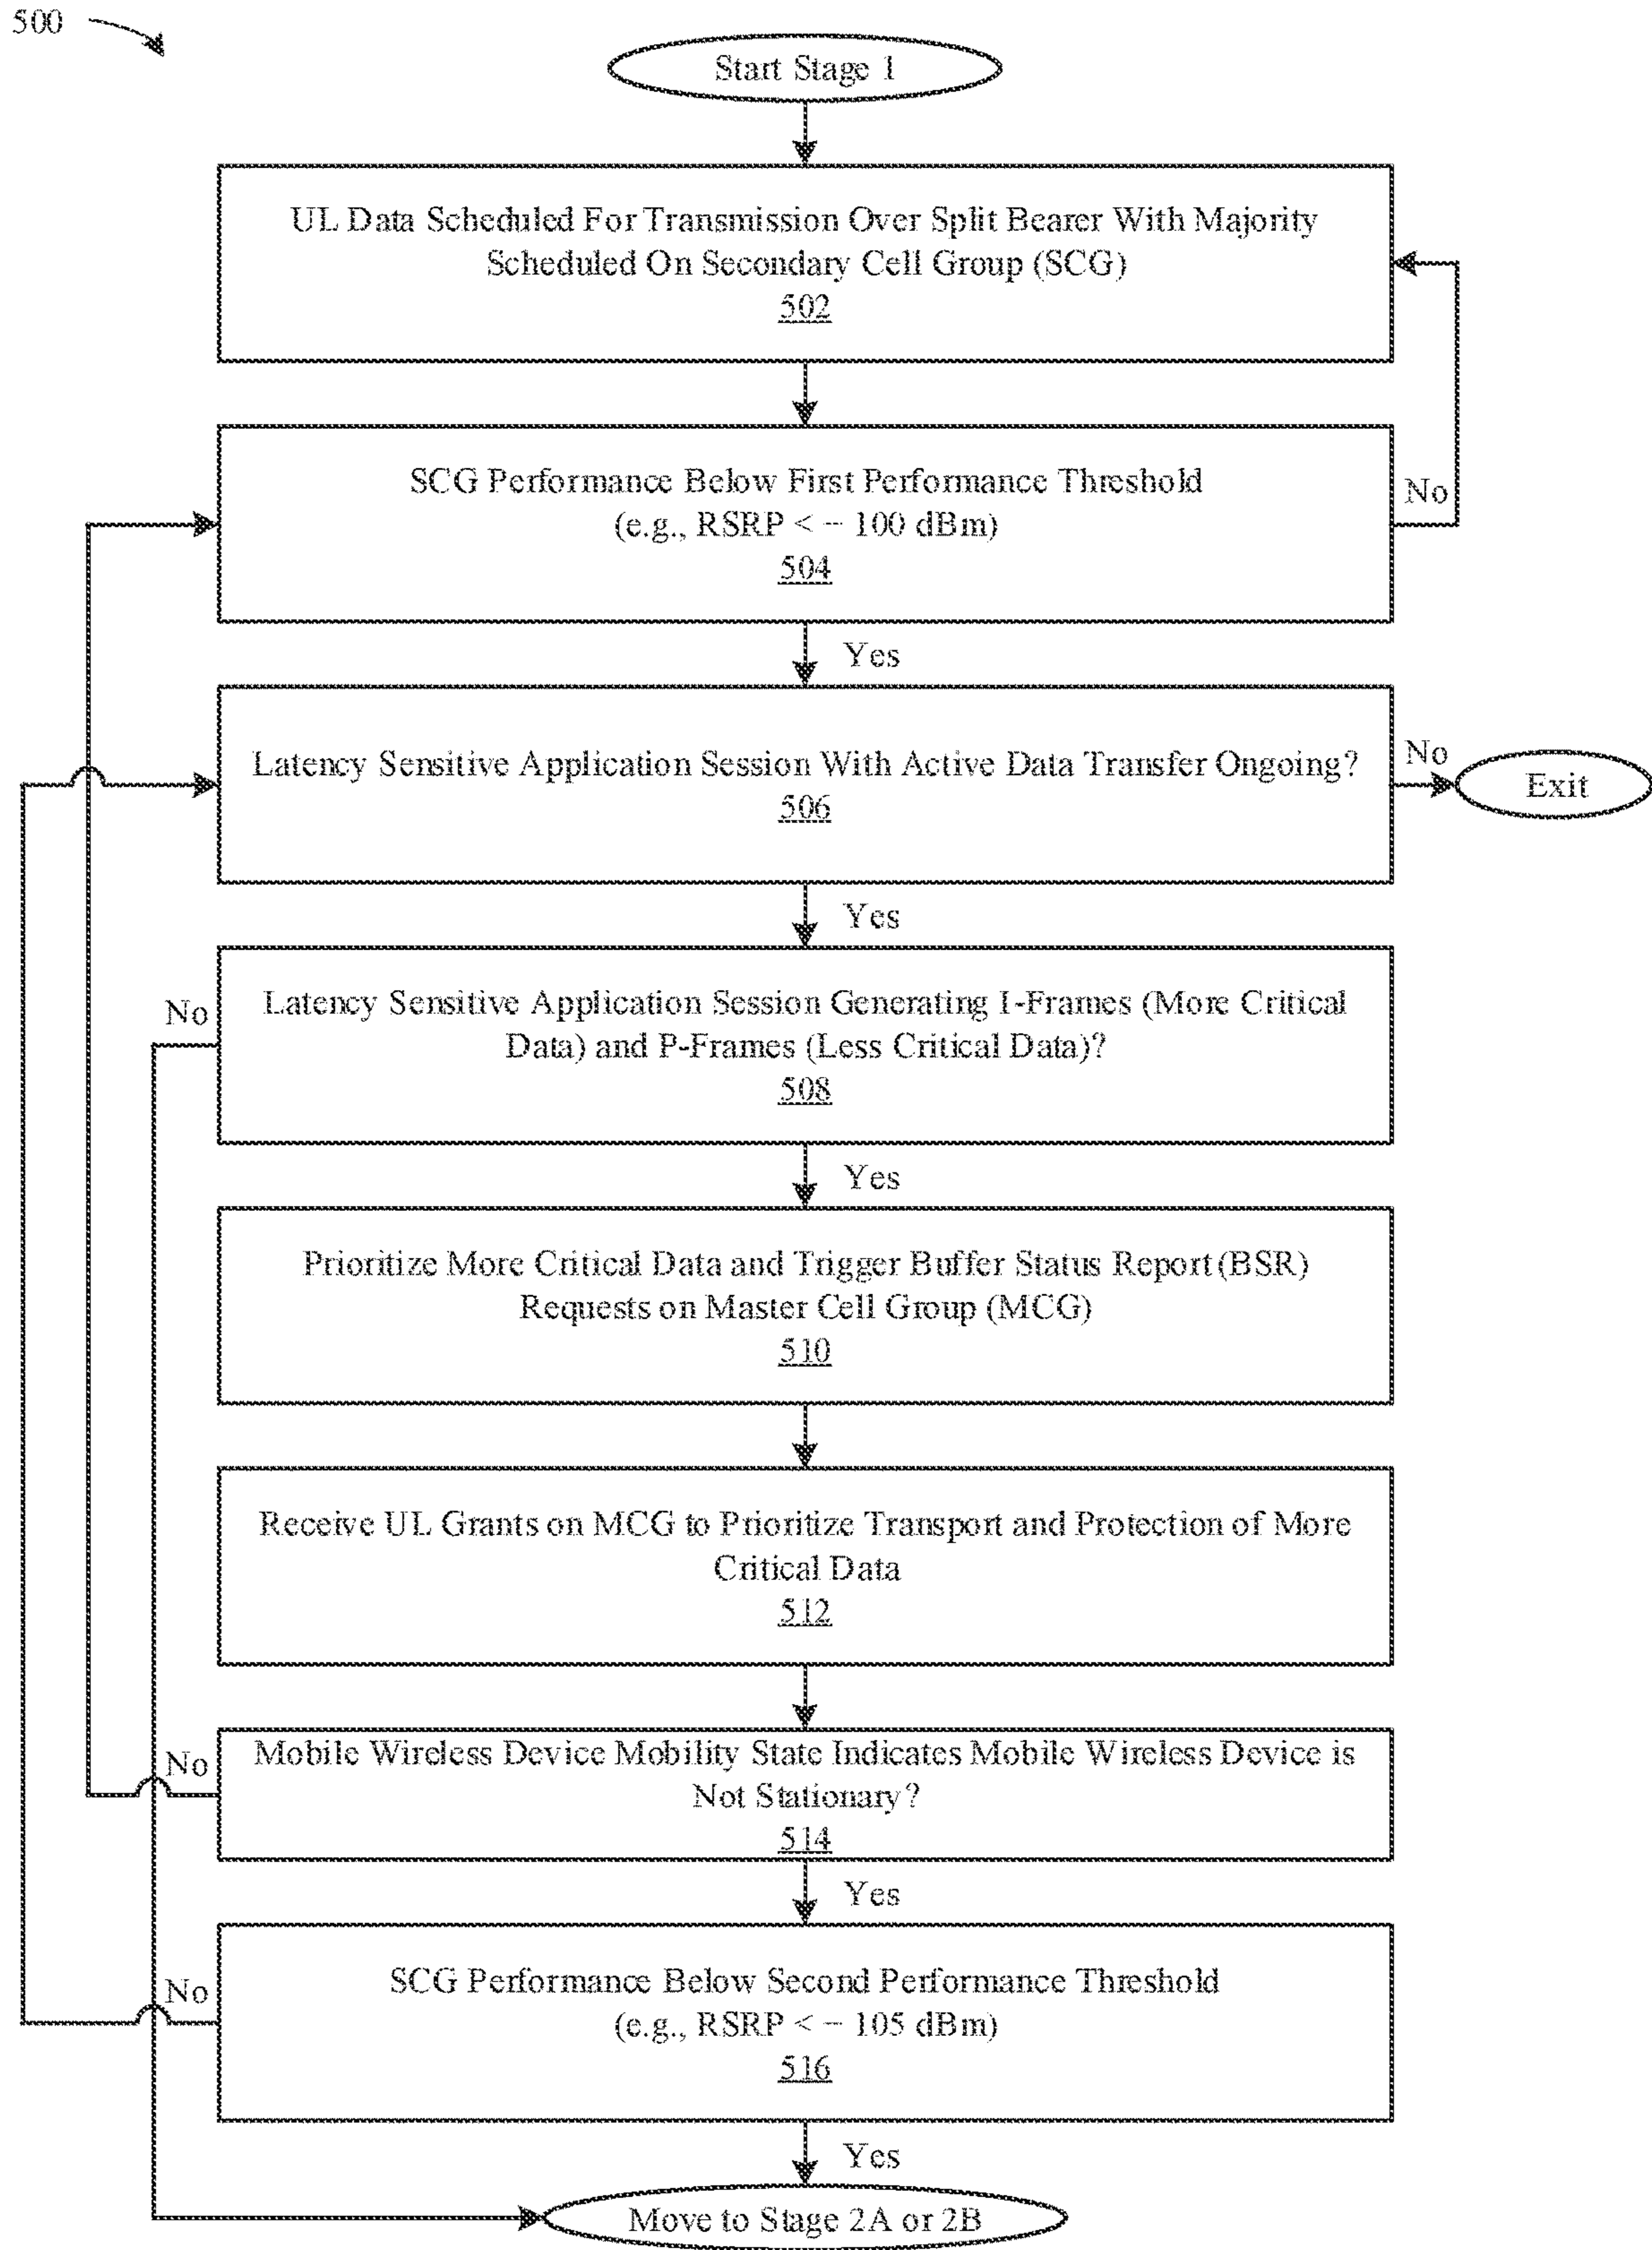 500
Start Stage 1
UL Data Scheduled For Transmission Over Split Bearer With Majority
Scheduled On Secondary Cell Group (SCG)
502
SCG Performance Below First Performance Threshold
(e.g., RSRP < – 100 dBm)
504
No
Yes
Latency Sensitive Application Session With Active Data Transfer Ongoing?
506
No
Exit
Yes
No
Latency Sensitive Application Session Generating I-Frames (More Critical
Data) and P-Frames (Less Critical Data)?
508
Yes
Prioritize More Critical Data and Trigger Buffer Status Report (BSR)
Requests on Master Cell Group (MCG)
510
Receive UL Grants on MCG to Prioritize Transport and Protection of More
Critical Data
512
No
Mobile Wireless Device Mobility State Indicates Mobile Wireless Device is
Not Stationary?
514
Yes
No
SCG Performance Below Second Performance Threshold
(e.g., RSRP < – 105 dBm)
516
Yes
Move to Stage 2A or 2B